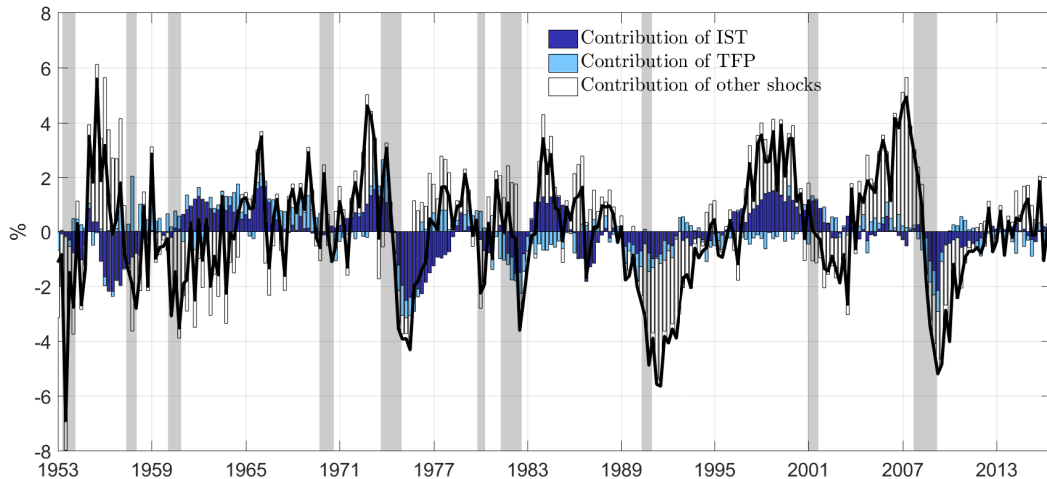 Contribution of IST
Contribution of TFP
Contribution of other shocks
%
8
6
4
2
0
-2
-4
-6
-8
1953 1959 1965 1971 1977 1983 1989 1995 2001 2007 2013